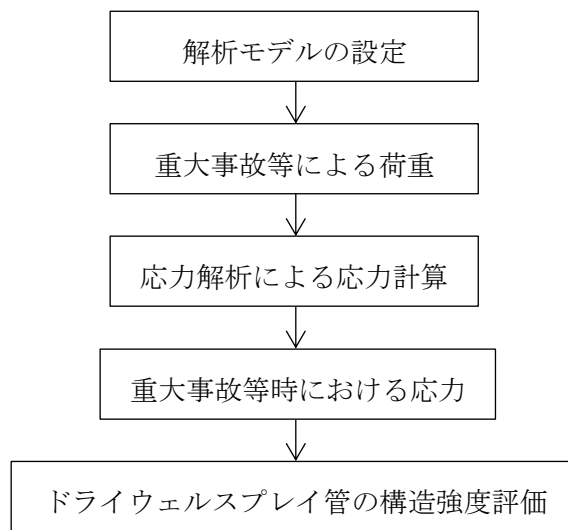 解析モデルの設定
重大事故等による荷重
応力解析による応力計算
重大事故等時における応力
ドライウェルスプレイ管の構造強度評価